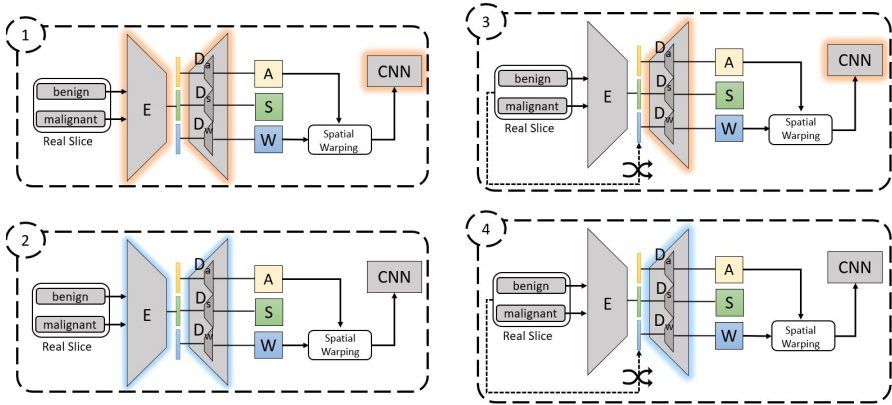 1
benign
malignant
Real Slice
E
Da
Ds
Dw
A
S
W
Spatial
Warping
CNN
3
benign
malignant
Real Slice
E
Da
Ds
Dw
A
S
W
Spatial
Warping
CNN
2
benign
malignant
Real Slice
E
Da
Ds
Dw
A
S
W
Spatial
Warping
CNN
4
benign
malignant
Real Slice
E
Da
Ds
Dw
A
S
W
Spatial
Warping
CNN